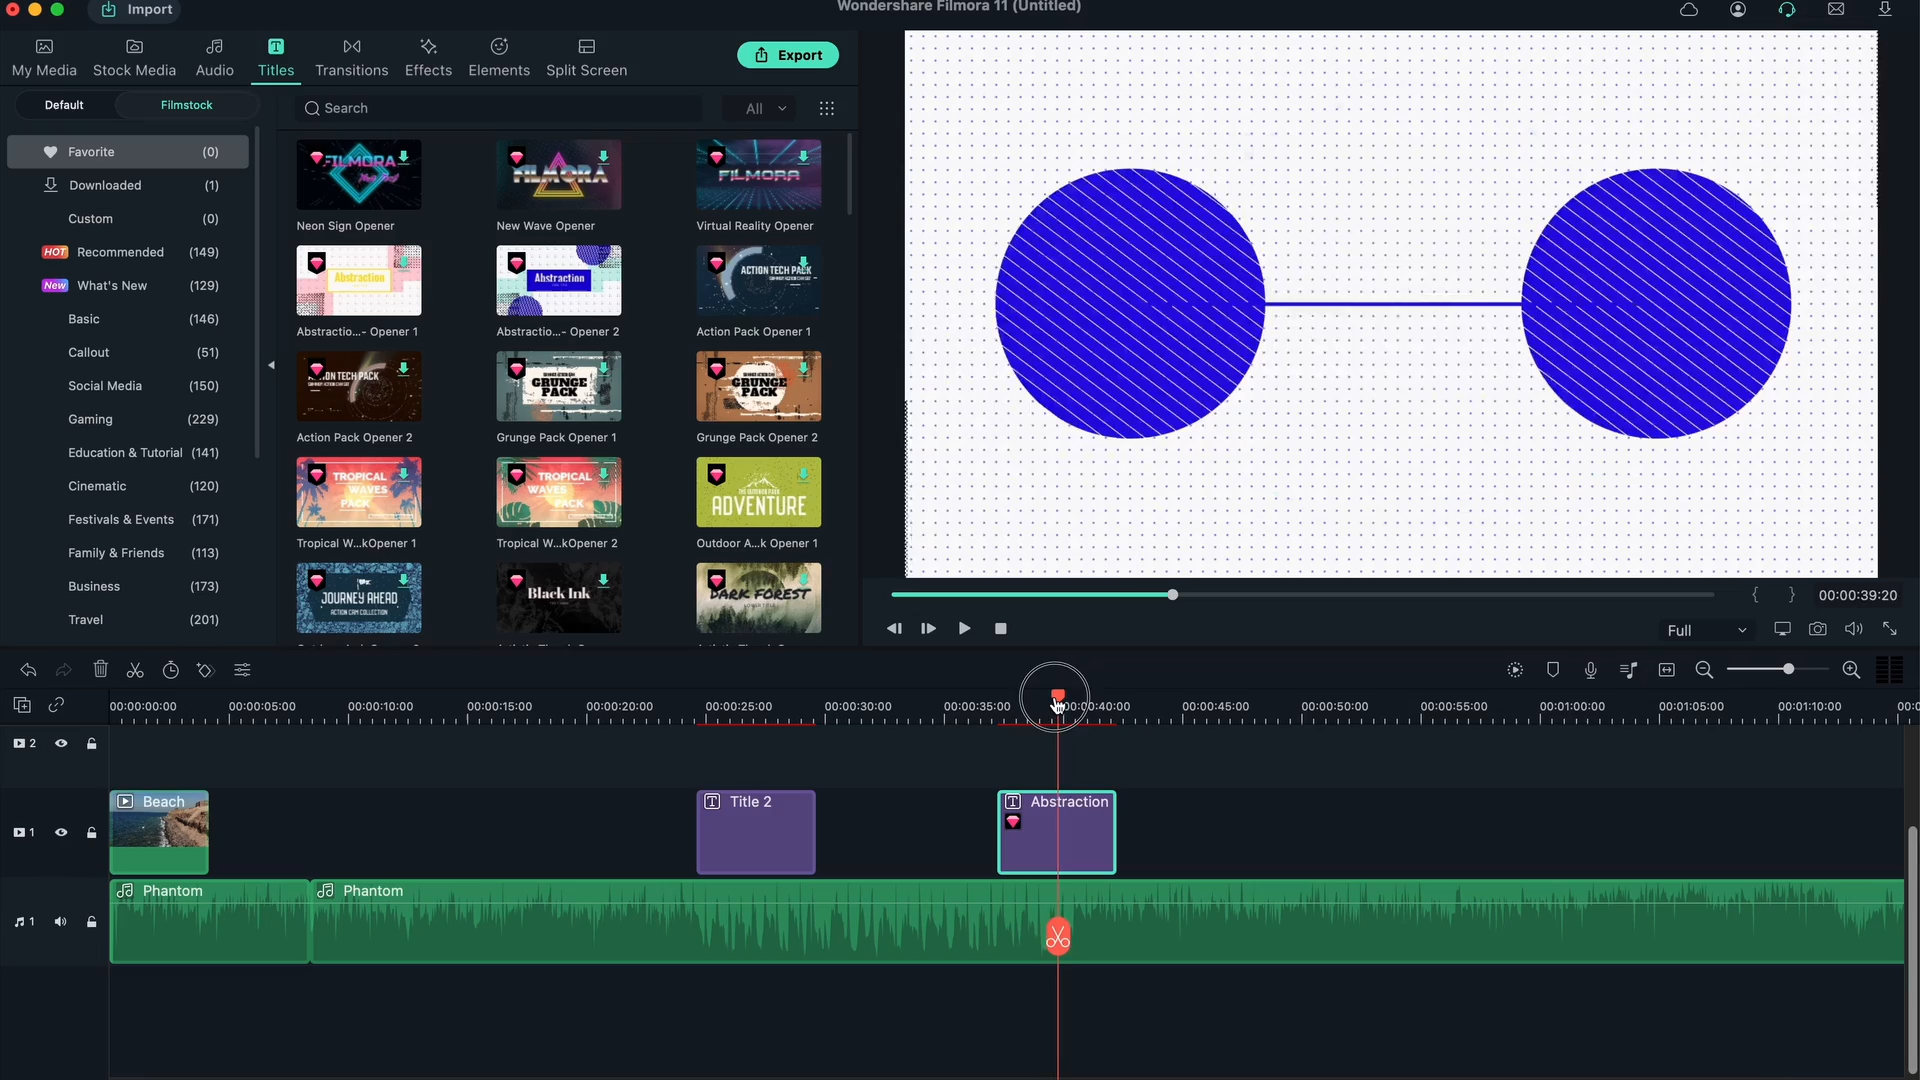 Import
Wondershare Filmora 11 (Untitled)
My Media
Stock Media
Audio
Titles
Transitions
Effects
Elements
Split Screen
Export
Default
Filmstock
Search
All
Favorite (0)
Downloaded (1)
Custom (0)
HOT Recommended (149)
New What's New (129)
Basic (146)
Callout (51)
Social Media (150)
Gaming (229)
Education & Tutorial (141)
Cinematic (120)
Festivals & Events (171)
Family & Friends (113)
Business (173)
Travel (201)
FILMORA
FILMORA
FILMORA
Neon Sign Opener
New Wave Opener
Virtual Reality Opener
Abstraction
Abstraction
ACTION TECH PACK
Abstractio...- Opener 1
Abstractio...- Opener 2
Action Pack Opener 1
GRUNGE
PACK
GRUNGE
PACK
Action Pack Opener 2
Grunge Pack Opener 1
Grunge Pack Opener 2
TROPICAL
WAVES
PACK
TROPICAL
WAVES
PACK
ADVENTURE
Tropical W...kOpener 1
Tropical W...kOpener 2
Outdoor A...k Opener 1
JOURNEY AHEAD
ACTION CAM COLLECTION
Black Ink
DARK FOREST
{ } 00:00:39:20
Full
00:00:00:00
00:00:05:00
00:00:10:00
00:00:15:00
00:00:20:00
00:00:25:00
00:00:30:00
00:00:35:00
00:00:40:00
00:00:45:00
00:00:50:00
00:00:55:00
00:01:00:00
00:01:05:00
00:01:10:00
2
1
Beach
Title 2
Abstraction
1
Phantom
Phantom